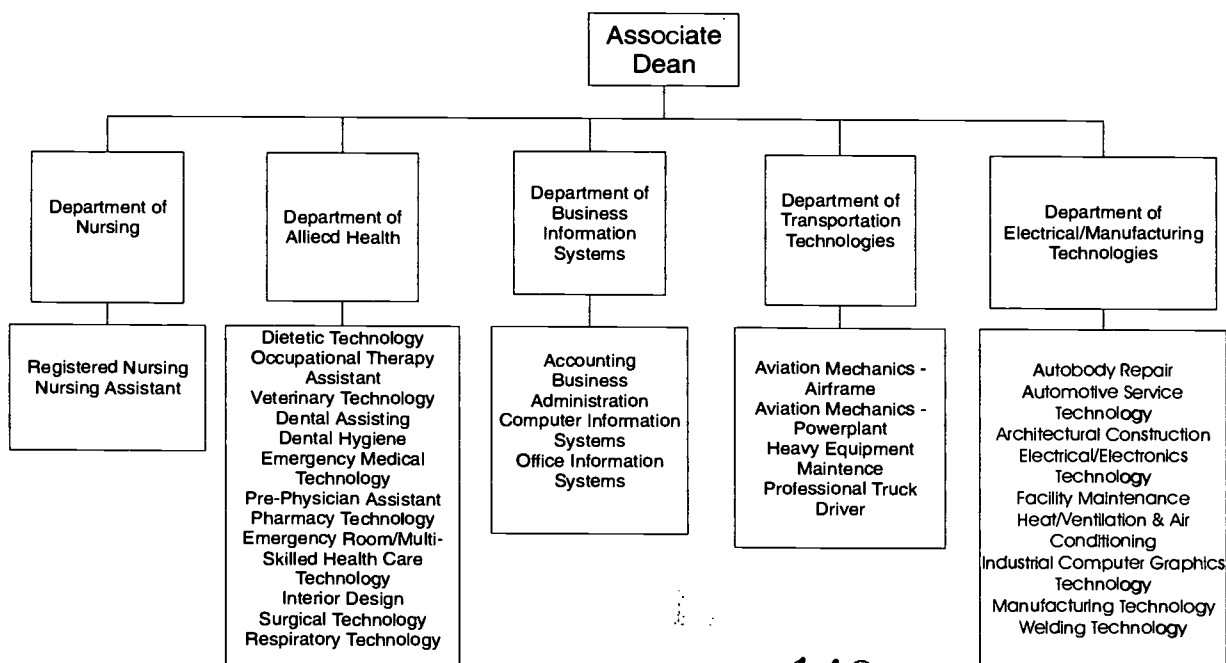 Associate
Dean
Department of
Nursing
Department of
Alliecd Health
Department of
Business
Information
Systems
Department of
Transportation
Technologies
Department of
Electrical/Manufacturing
Technologies
Registered Nursing
Nursing Assistant
Dietetic Technology
Occupational Therapy
Assistant
Veterinary Technology
Dental Assisting
Dental Hygiene
Emergency Medical
Technology
Pre-Physician Assistant
Pharmacy Technology
Emergency Room/Multi-
Skilled Health Care
Technology
Interior Design
Surgical Technology
Respiratory Technology
Accounting
Business
Administration
Computer Information
Systems
Office Information
Systems
Aviation Mechanics -
Airframe
Aviation Mechanics -
Powerplant
Heavy Equipment
Maintence
Professional Truck
Driver
Autobody Repair
Automotive Service
Technology
Architectural Construction
Electrical/Electronics
Technology
Facility Maintenance
Heat/Ventilation & Air
Conditioning
Industrial Computer Graphics
Technology
Manufacturing Technology
Welding Technology